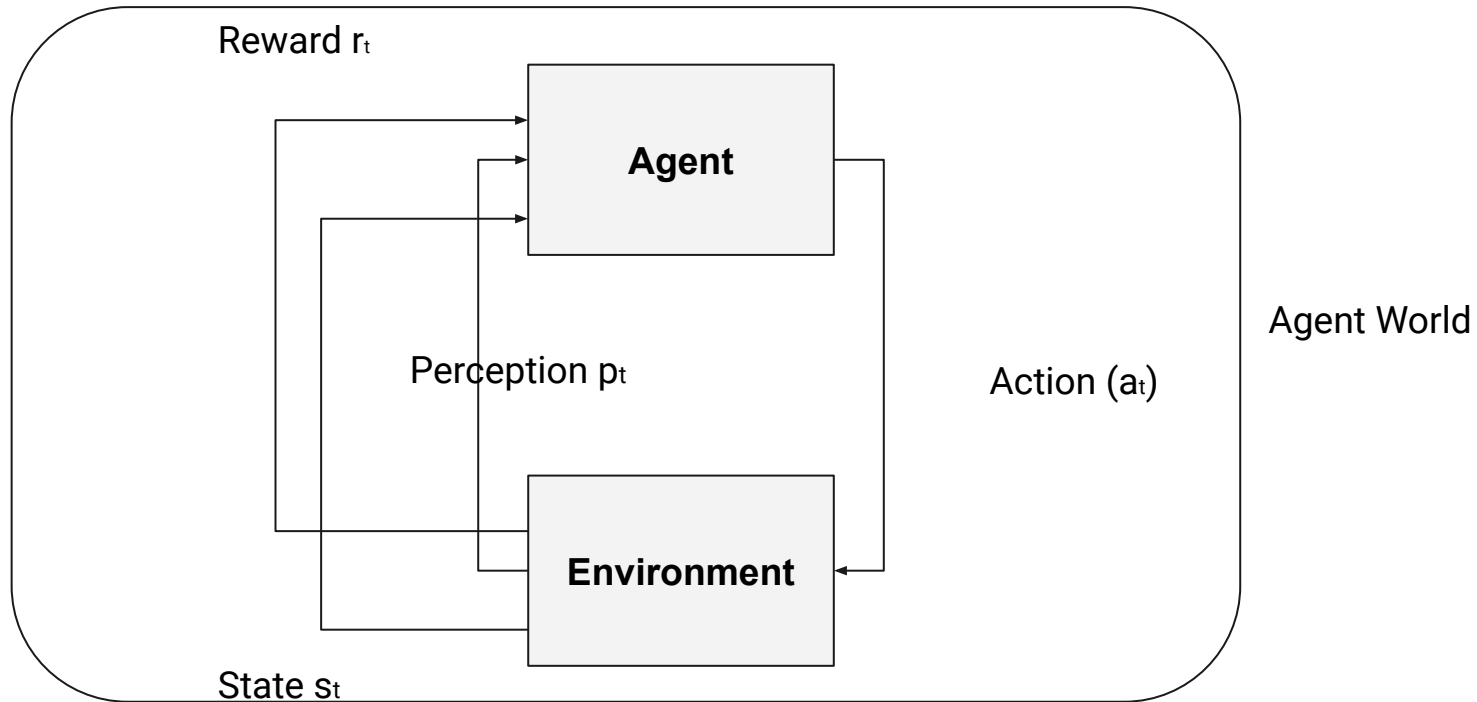 Reward rt
Agent
Agent World
Perception pt
Action (at)
Environment
State st